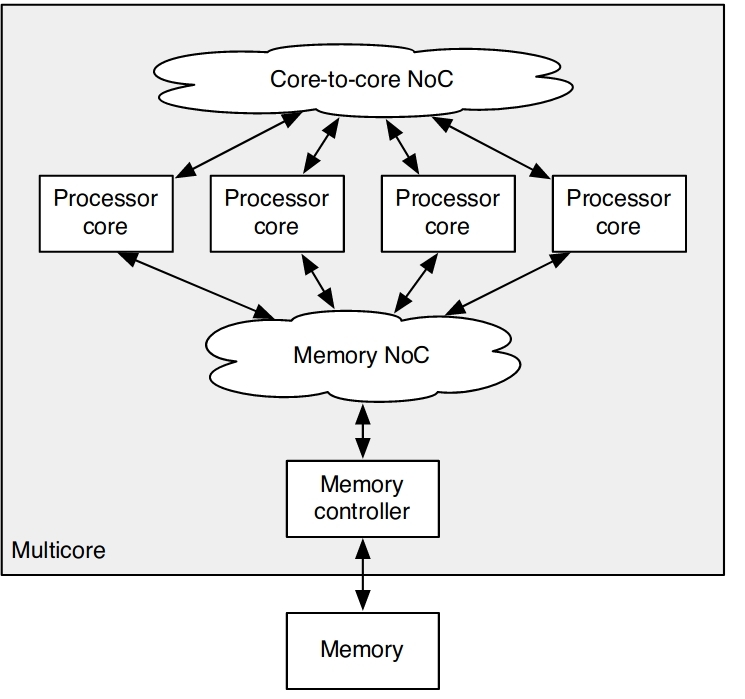 Core-to-core NoC
Processor
core
Processor
core
Processor
core
Processor
core
Memory NoC
Memory
controller
Multicore
Memory